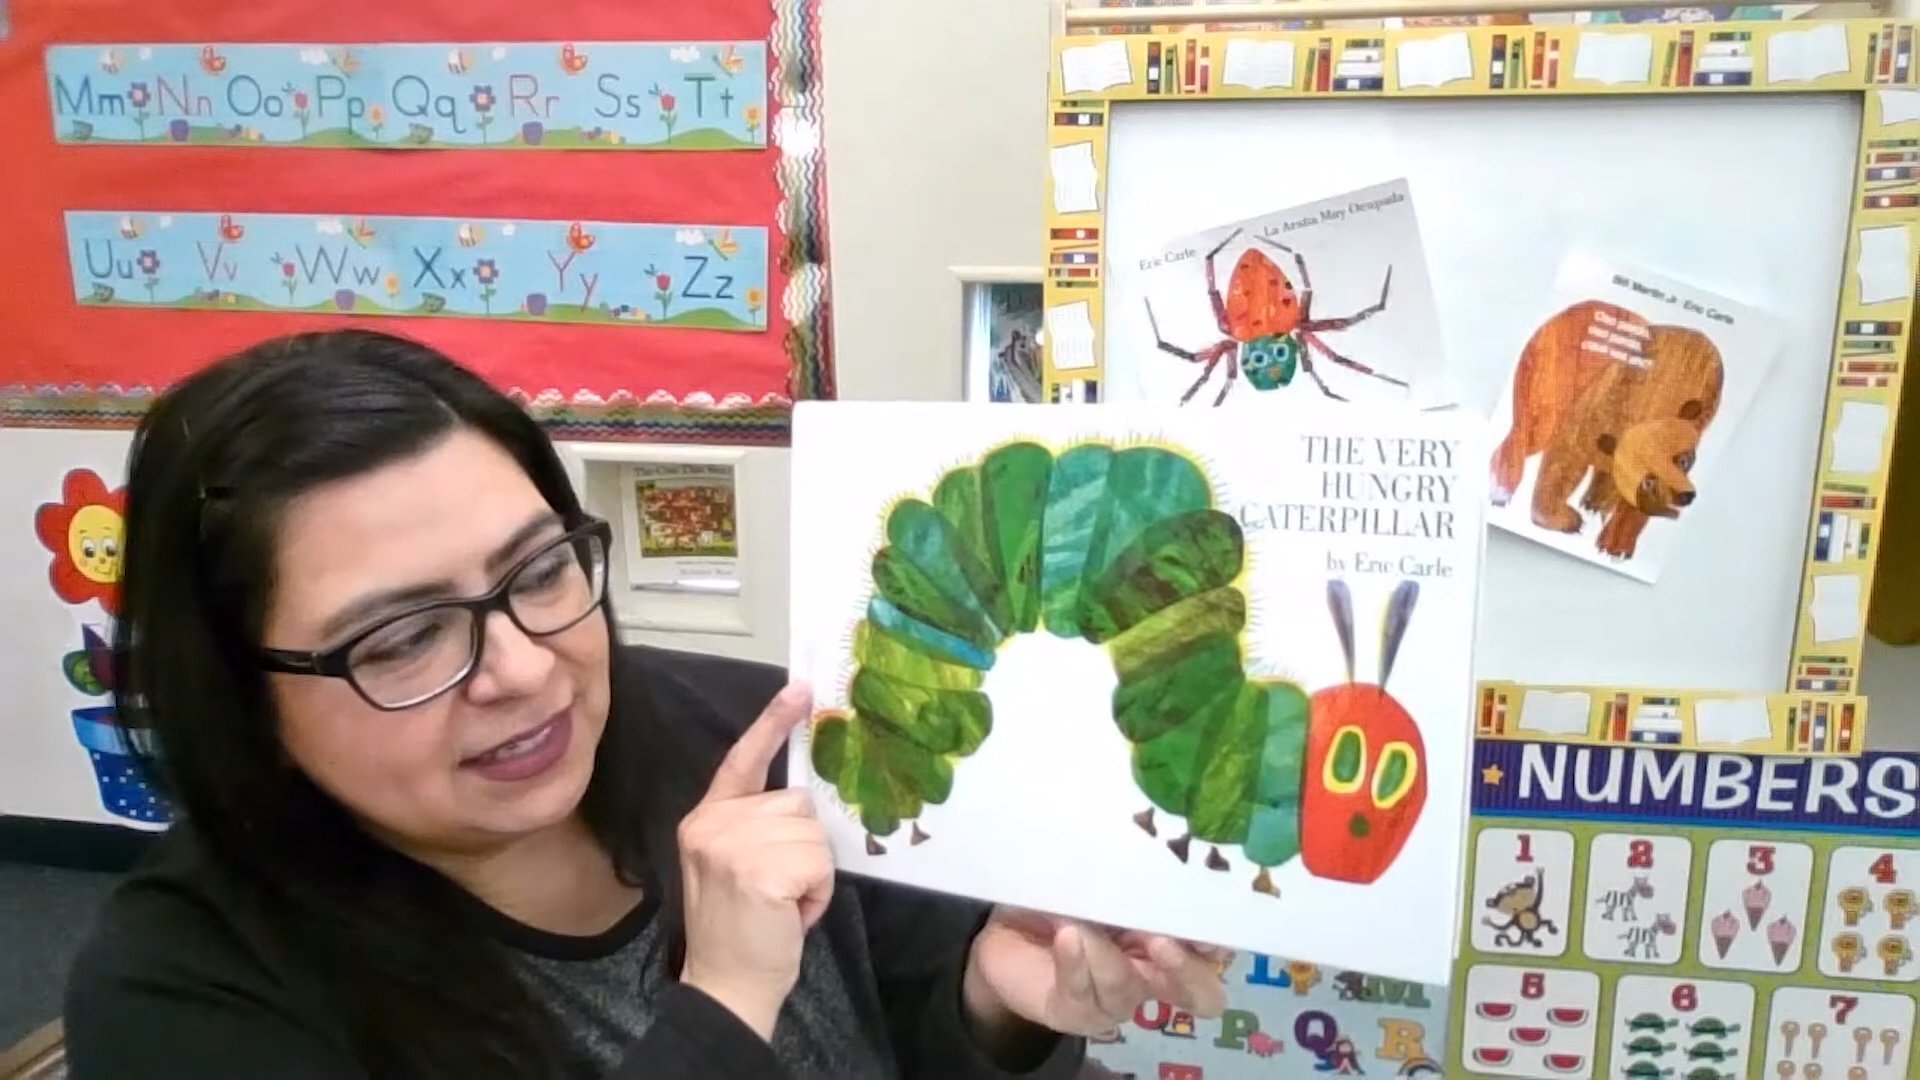 Mm Nn Oo Pp Qq Rr Ss Tt
Uu Vv Ww Xx Yy Zz
Eric Carle
La Araña Muy Ocupada
Bill Martin Jr Eric Carle
THE VERY
HUNGRY
CATERPILLAR
by Eric Carle
NUMBERS
1 2 3 4
5 6 7
L M
O P Q R
T